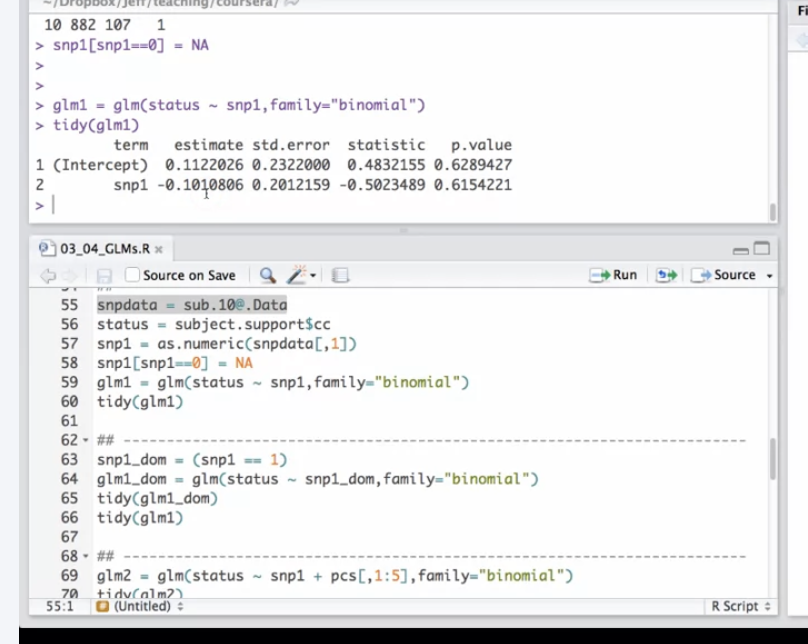 ~/Dropbox/Jeff/teaching/coursera/
Fi
10 882 107   1
> snp1[snp1==0] = NA
>
>
> glm1 = glm(status ~ snp1,family="binomial")
> tidy(glm1)
term   estimate std.error  statistic   p.value
1 (Intercept)  0.1122026 0.2322000  0.4832155 0.6289427
2        snp1 -0.1010806 0.2012159 -0.5023489 0.6154221
>
03_04_GLMs.R
Source on Save Run Source
55 snpdata = sub.10@.Data
56 status = subject.support$cc
57 snp1 = as.numeric(snpdata[,1])
58 snp1[snp1==0] = NA
59 glm1 = glm(status ~ snp1,family="binomial")
60 tidy(glm1)
61
62 ## ------------------------------------------------------------------
63 snp1_dom = (snp1 == 1)
64 glm1_dom = glm(status ~ snp1_dom,family="binomial")
65 tidy(glm1_dom)
66 tidy(glm1)
67
68 ## ------------------------------------------------------------------
69 glm2 = glm(status ~ snp1 + pcs[,1:5],family="binomial")
70 tidy(glm2)
55:1 (Untitled) R Script